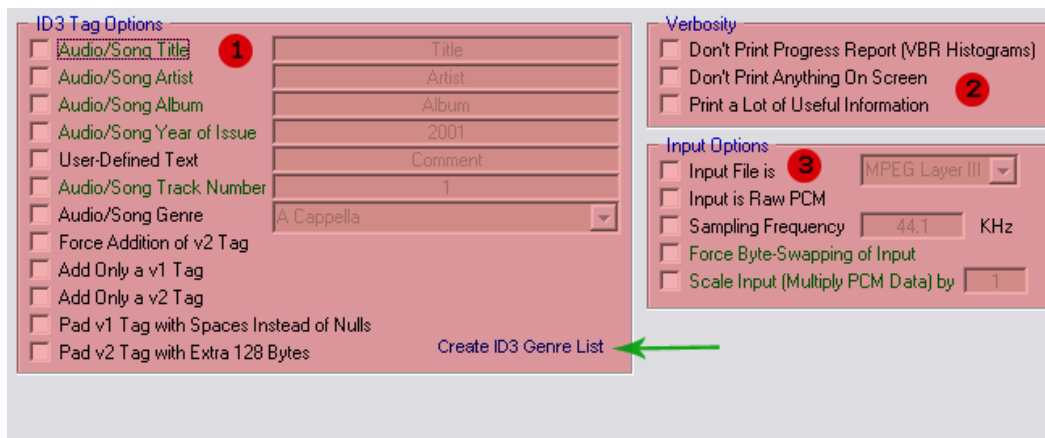 ID3 Tag Options
Audio/Song Title 1 Title
Audio/Song Artist Artist
Audio/Song Album Album
Audio/Song Year of Issue 2001
User-Defined Text Comment
Audio/Song Track Number 1
Audio/Song Genre A Cappella
Force Addition of v2 Tag
Add Only a v1 Tag
Add Only a v2 Tag
Pad v1 Tag with Spaces Instead of Nulls
Pad v2 Tag with Extra 128 Bytes
Create ID3 Genre List
Verbosity
Don't Print Progress Report (VBR Histograms)
Don't Print Anything On Screen
2
Print a Lot of Useful Information
Input Options
Input File is 3 MPEG Layer III
Input is Raw PCM
Sampling Frequency 44.1 KHz
Force Byte-Swapping of Input
Scale Input (Multiply PCM Data) by 1